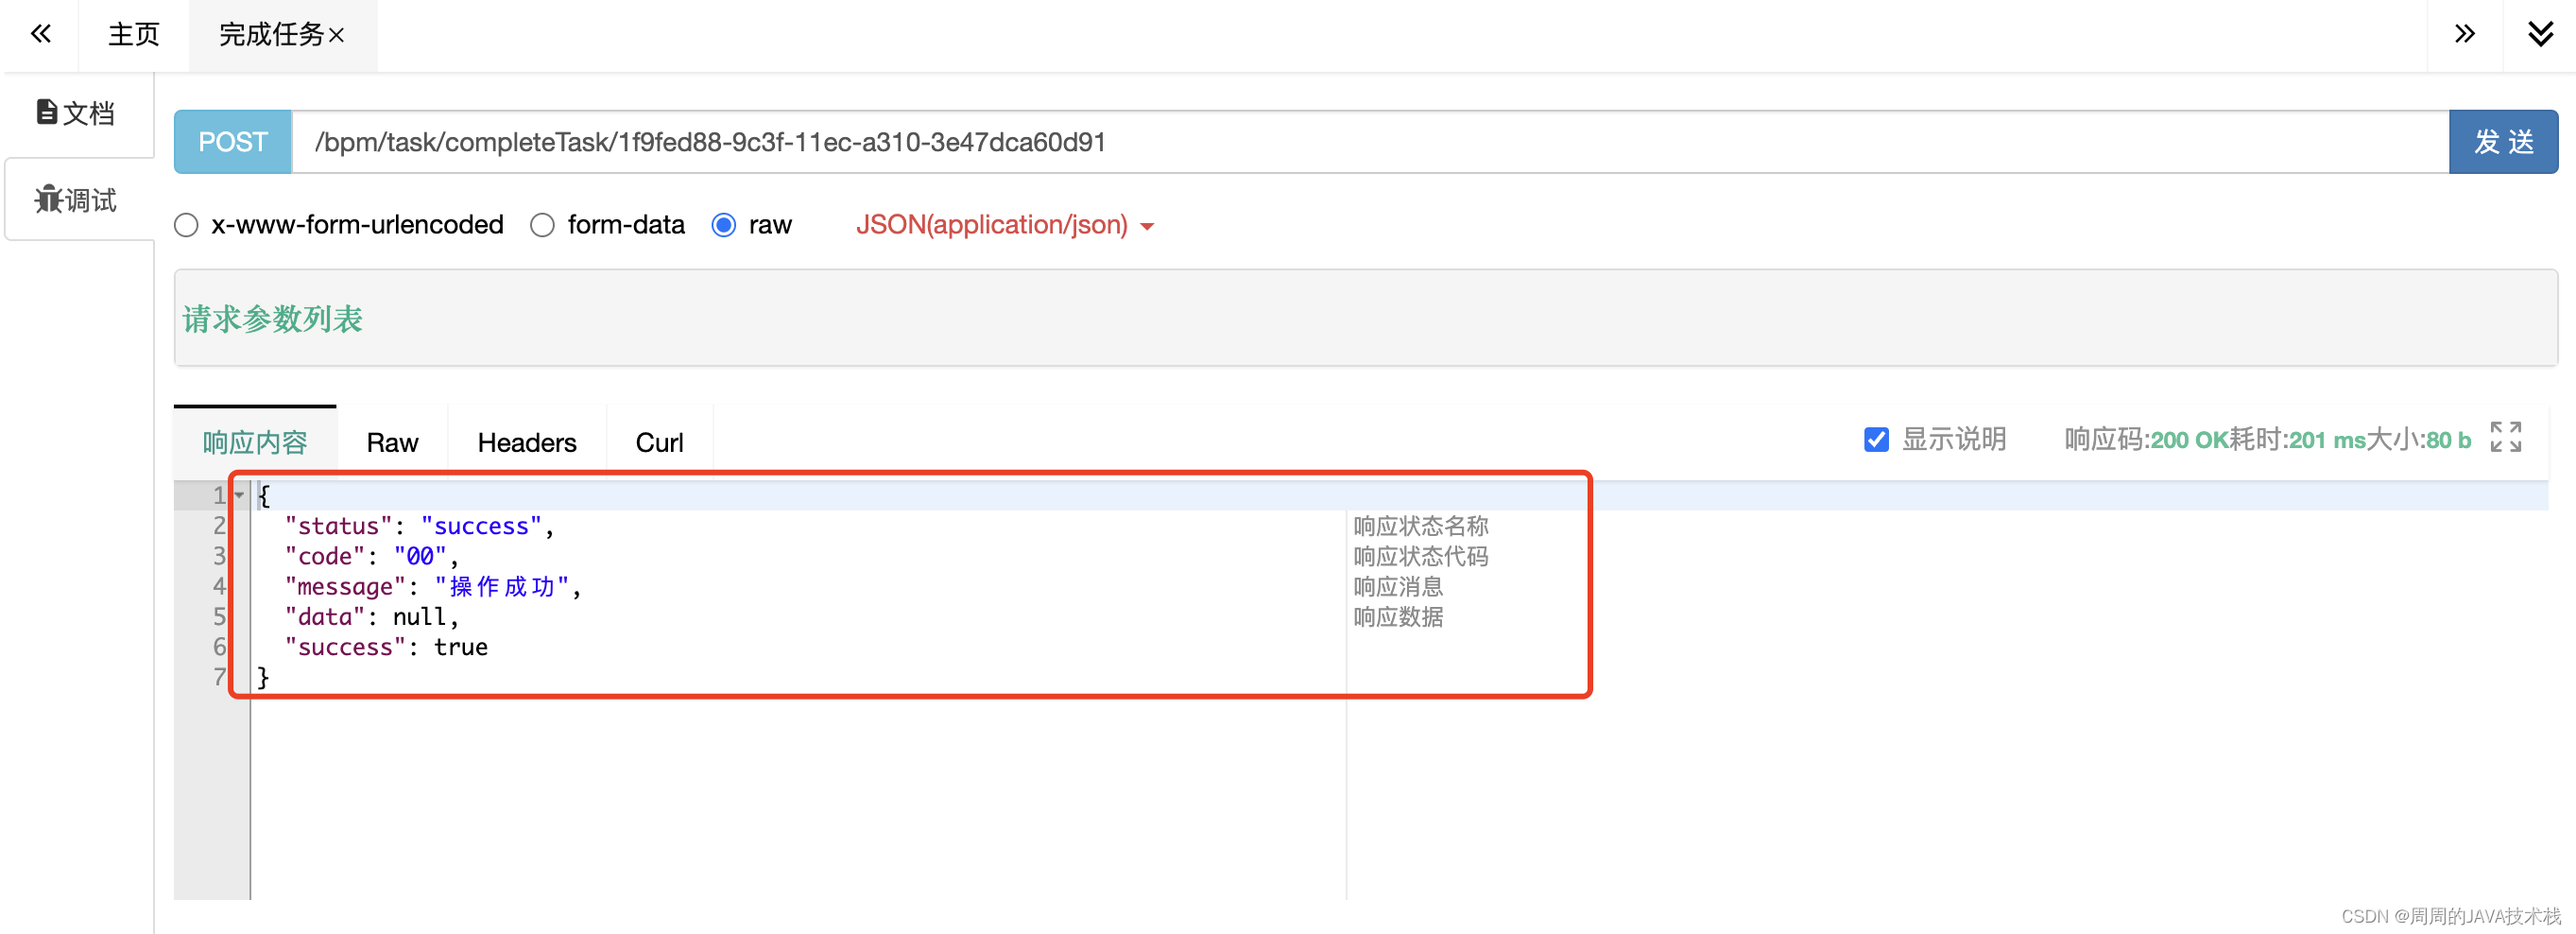 主页 完成任务×
文档
POST /bpm/task/completeTask/1f9fed88-9c3f-11ec-a310-3e47dca60d91 发 送
调试
x-www-form-urlencoded form-data raw JSON(application/json)
请求参数列表
响应内容 Raw Headers Curl 显示说明 响应码:200 OK耗时:201 ms大小:80 b
1 {
2 "status": "success", 响应状态名称
3 "code": "00", 响应状态代码
4 "message": "操作成功", 响应消息
5 "data": null, 响应数据
6 "success": true
7 }
CSDN @周周的JAVA技术栈